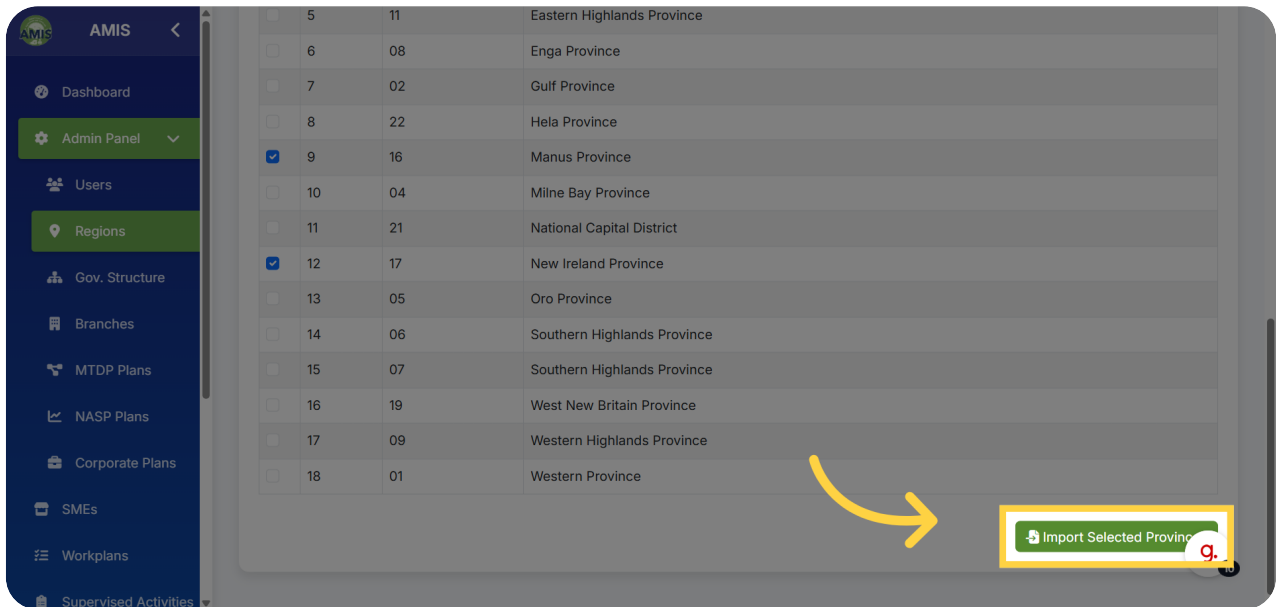 AMIS
AMIS
Dashboard
Admin Panel
Users
Regions
Gov. Structure
Branches
MTDP Plans
NASP Plans
Corporate Plans
SMEs
Workplans
Supervised Activities
5 11 Eastern Highlands Province
6 08 Enga Province
7 02 Gulf Province
8 22 Hela Province
9 16 Manus Province
10 04 Milne Bay Province
11 21 National Capital District
12 17 New Ireland Province
13 05 Oro Province
14 06 Southern Highlands Province
15 07 Southern Highlands Province
16 19 West New Britain Province
17 09 Western Highlands Province
18 01 Western Province
Import Selected Provinc
g.